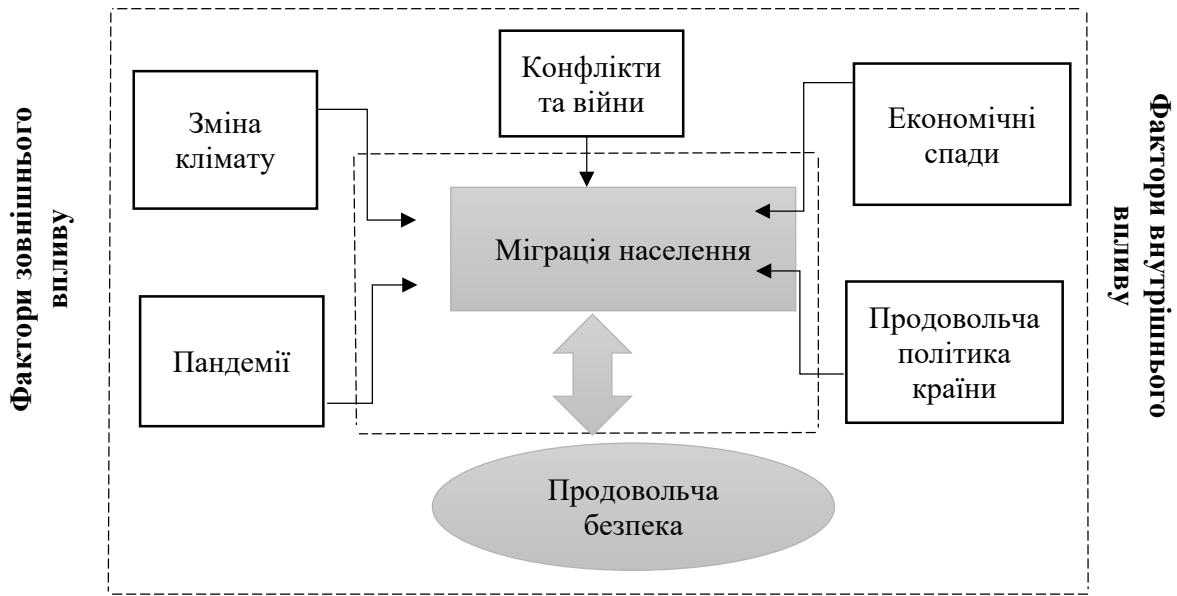 Фактори зовнішнього
впливу
Зміна
клімату
Пандемії
Конфлікти
та війни
Міграція населення
Продовольча
безпека
Економічні
спади
Продовольча
політика
країни
Фактори внутрішнього
впливу